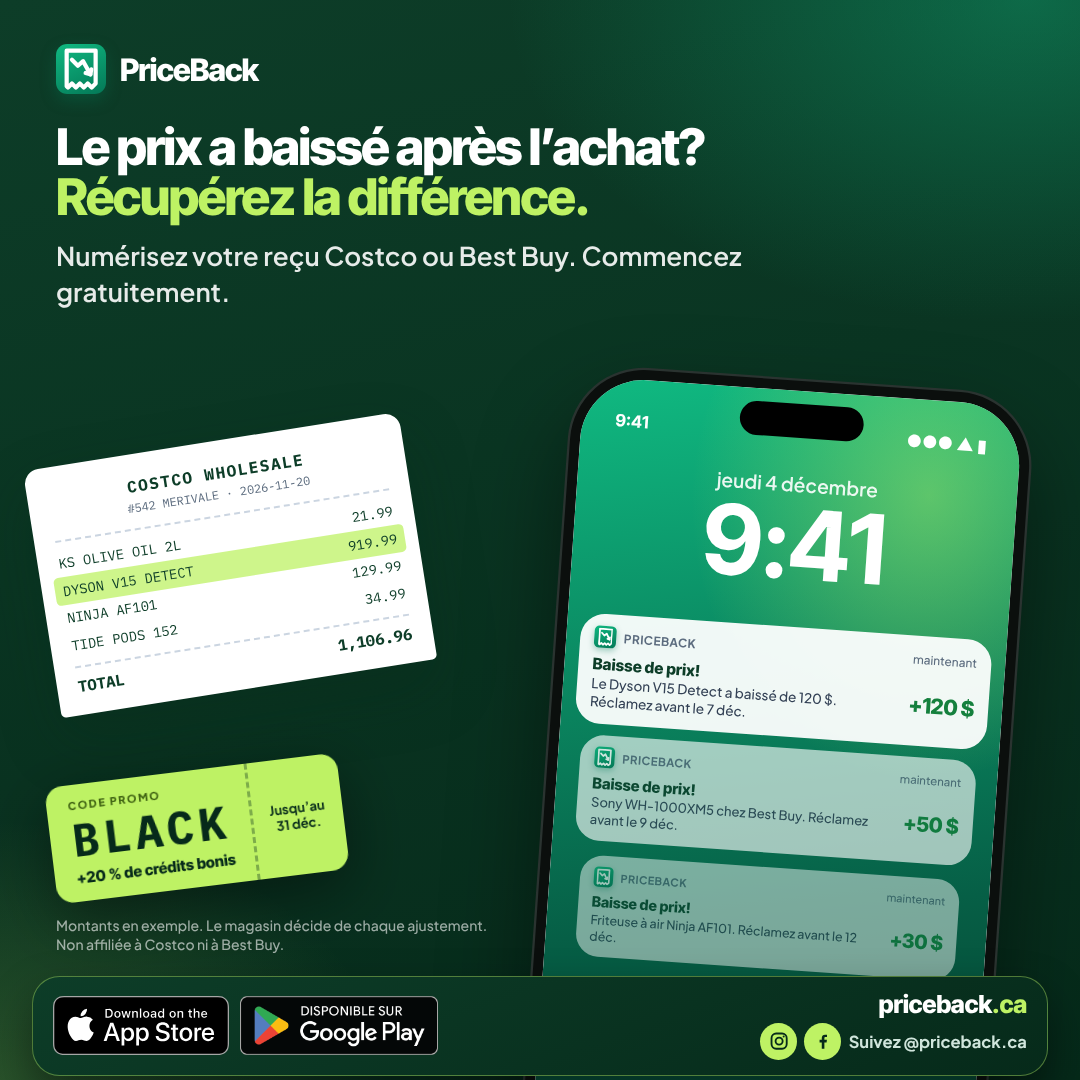 PriceBack
Le prix a baissé après l’achat?
Récupérez la différence.
Numérisez votre reçu Costco ou Best Buy. Commencez
gratuitement.
COSTCO WHOLESALE
#542 MERIVALE · 2026-11-20
KS OLIVE OIL 2L 21.99
DYSON V15 DETECT 919.99
NINJA AF101 129.99
TIDE PODS 152 34.99
TOTAL 1,106.96
CODE PROMO
BLACK
+20 % de crédits bonis
Jusqu’au
31 déc.
Montants en exemple. Le magasin décide de chaque ajustement.
Non affiliée à Costco ni à Best Buy.
9:41
jeudi 4 décembre
9:41
PRICEBACK
maintenant
Baisse de prix!
Le Dyson V15 Detect a baissé de 120 $.
Réclamez avant le 7 déc.
+120 $
PRICEBACK
maintenant
Baisse de prix!
Sony WH-1000XM5 chez Best Buy. Réclamez
avant le 9 déc.
+50 $
PRICEBACK
maintenant
Baisse de prix!
Friteuse à air Ninja AF101. Réclamez avant le 12
déc.
+30 $
Download on the
App Store
DISPONIBLE SUR
Google Play
priceback.ca
Suivez @priceback.ca